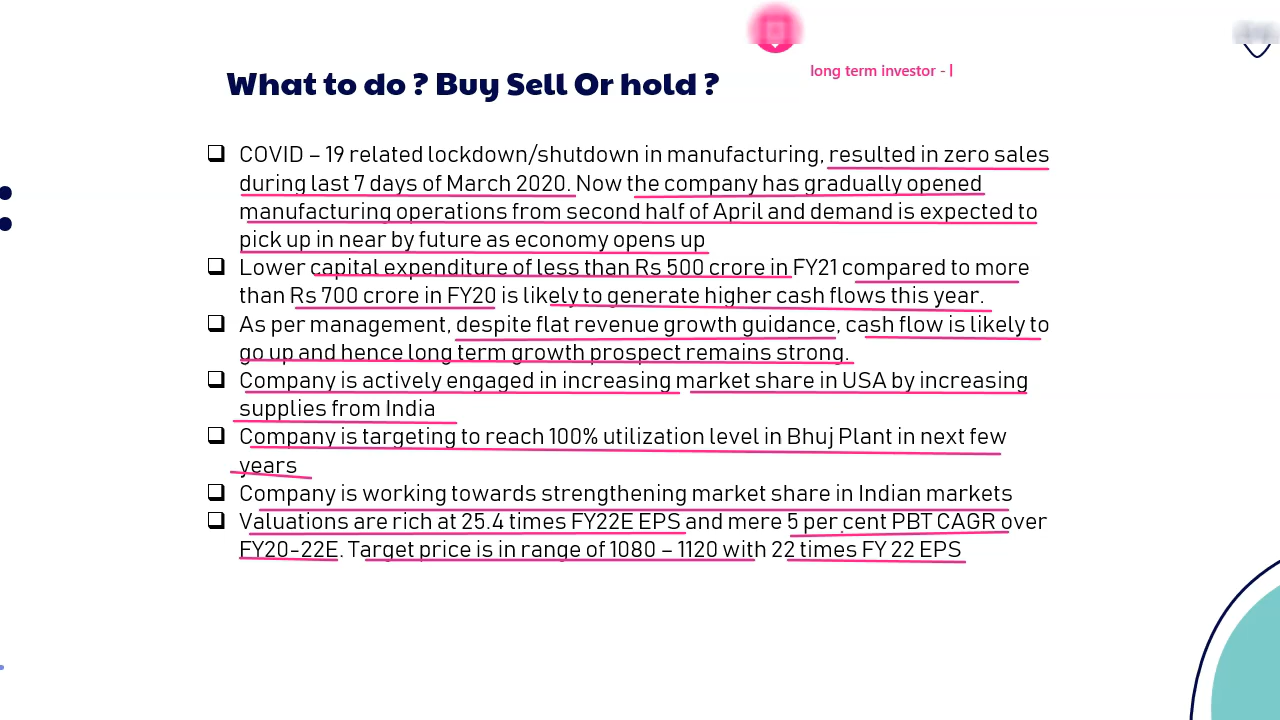 What to do ? Buy Sell Or hold ?
long term investor - l
COVID – 19 related lockdown/shutdown in manufacturing, resulted in zero sales
during last 7 days of March 2020. Now the company has gradually opened
manufacturing operations from second half of April and demand is expected to
pick up in near by future as economy opens up
Lower capital expenditure of less than Rs 500 crore in FY21 compared to more
than Rs 700 crore in FY20 is likely to generate higher cash flows this year.
As per management, despite flat revenue growth guidance, cash flow is likely to
go up and hence long term growth prospect remains strong.
Company is actively engaged in increasing market share in USA by increasing
supplies from India
Company is targeting to reach 100% utilization level in Bhuj Plant in next few
years
Company is working towards strengthening market share in Indian markets
Valuations are rich at 25.4 times FY22E EPS and mere 5 per cent PBT CAGR over
FY20-22E. Target price is in range of 1080 – 1120 with 22 times FY 22 EPS